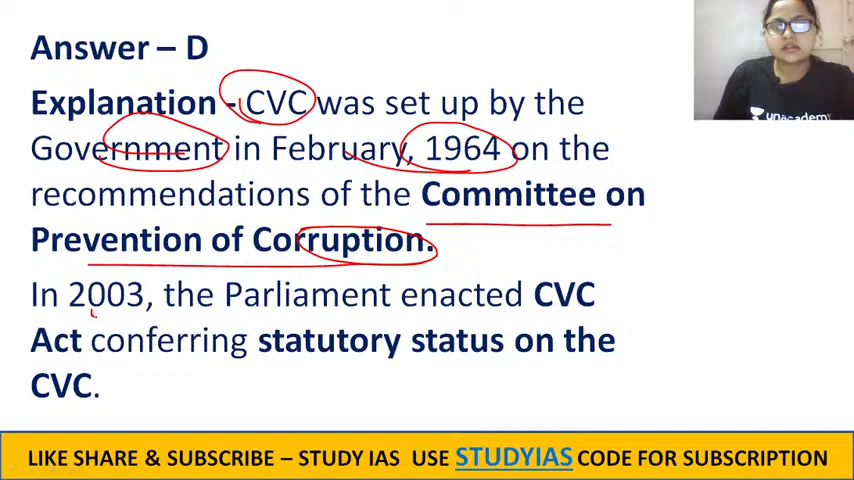 Answer – D
Explanation - CVC was set up by the
Government in February, 1964 on the
recommendations of the Committee on
Prevention of Corruption.
In 2003, the Parliament enacted CVC
Act conferring statutory status on the
CVC.
unacademy
LIKE SHARE & SUBSCRIBE – STUDY IAS USE STUDYIAS CODE FOR SUBSCRIPTION